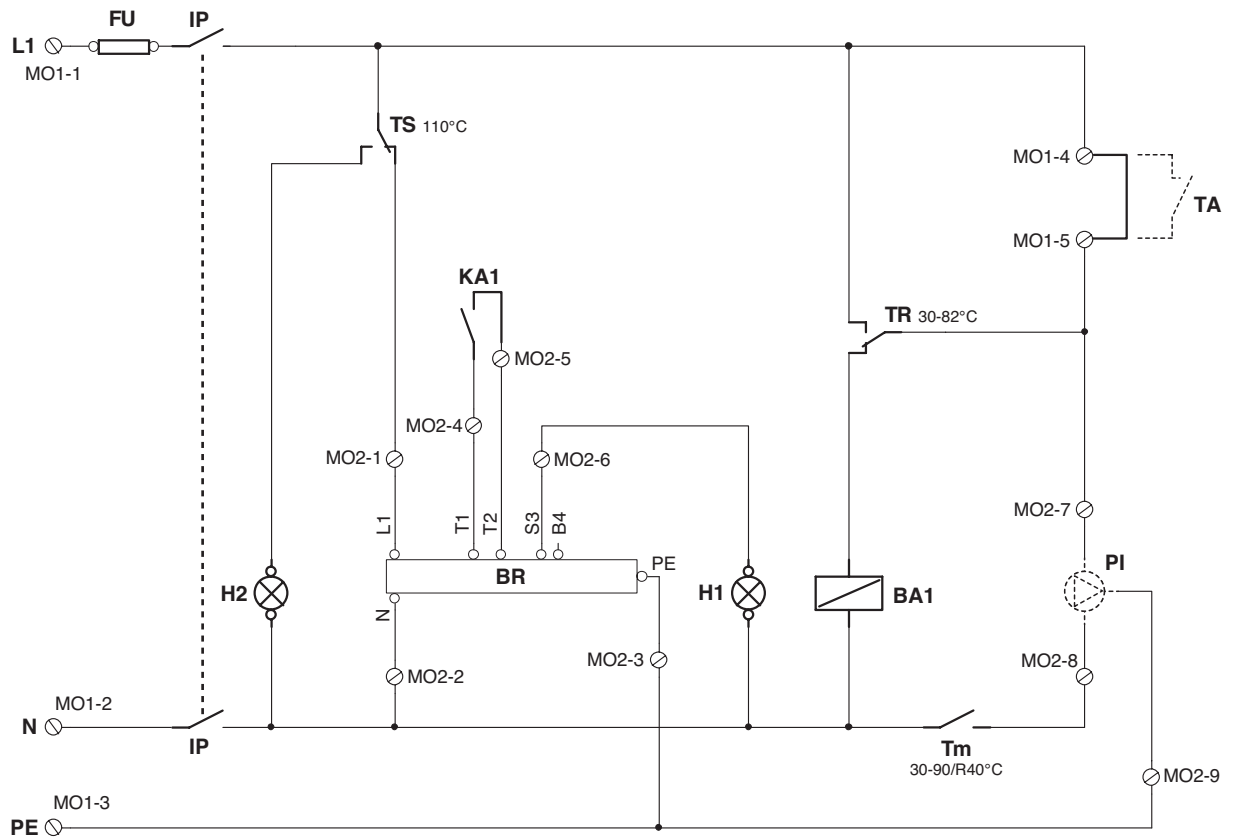 FU IP
L1
MO1-1
TS 110°C
MO1-4
TA
MO1-5
KA1
TR 30-82°C
MO2-5
MO2-4
MO2-1
MO2-6
L1 T1 T2 S3 B4
MO2-7
PE
BR
PI
H2
H1
BA1
N
MO2-3
MO2-8
MO2-2
MO1-2
N
IP
Tm
30-90/R40°C
MO2-9
MO1-3
PE